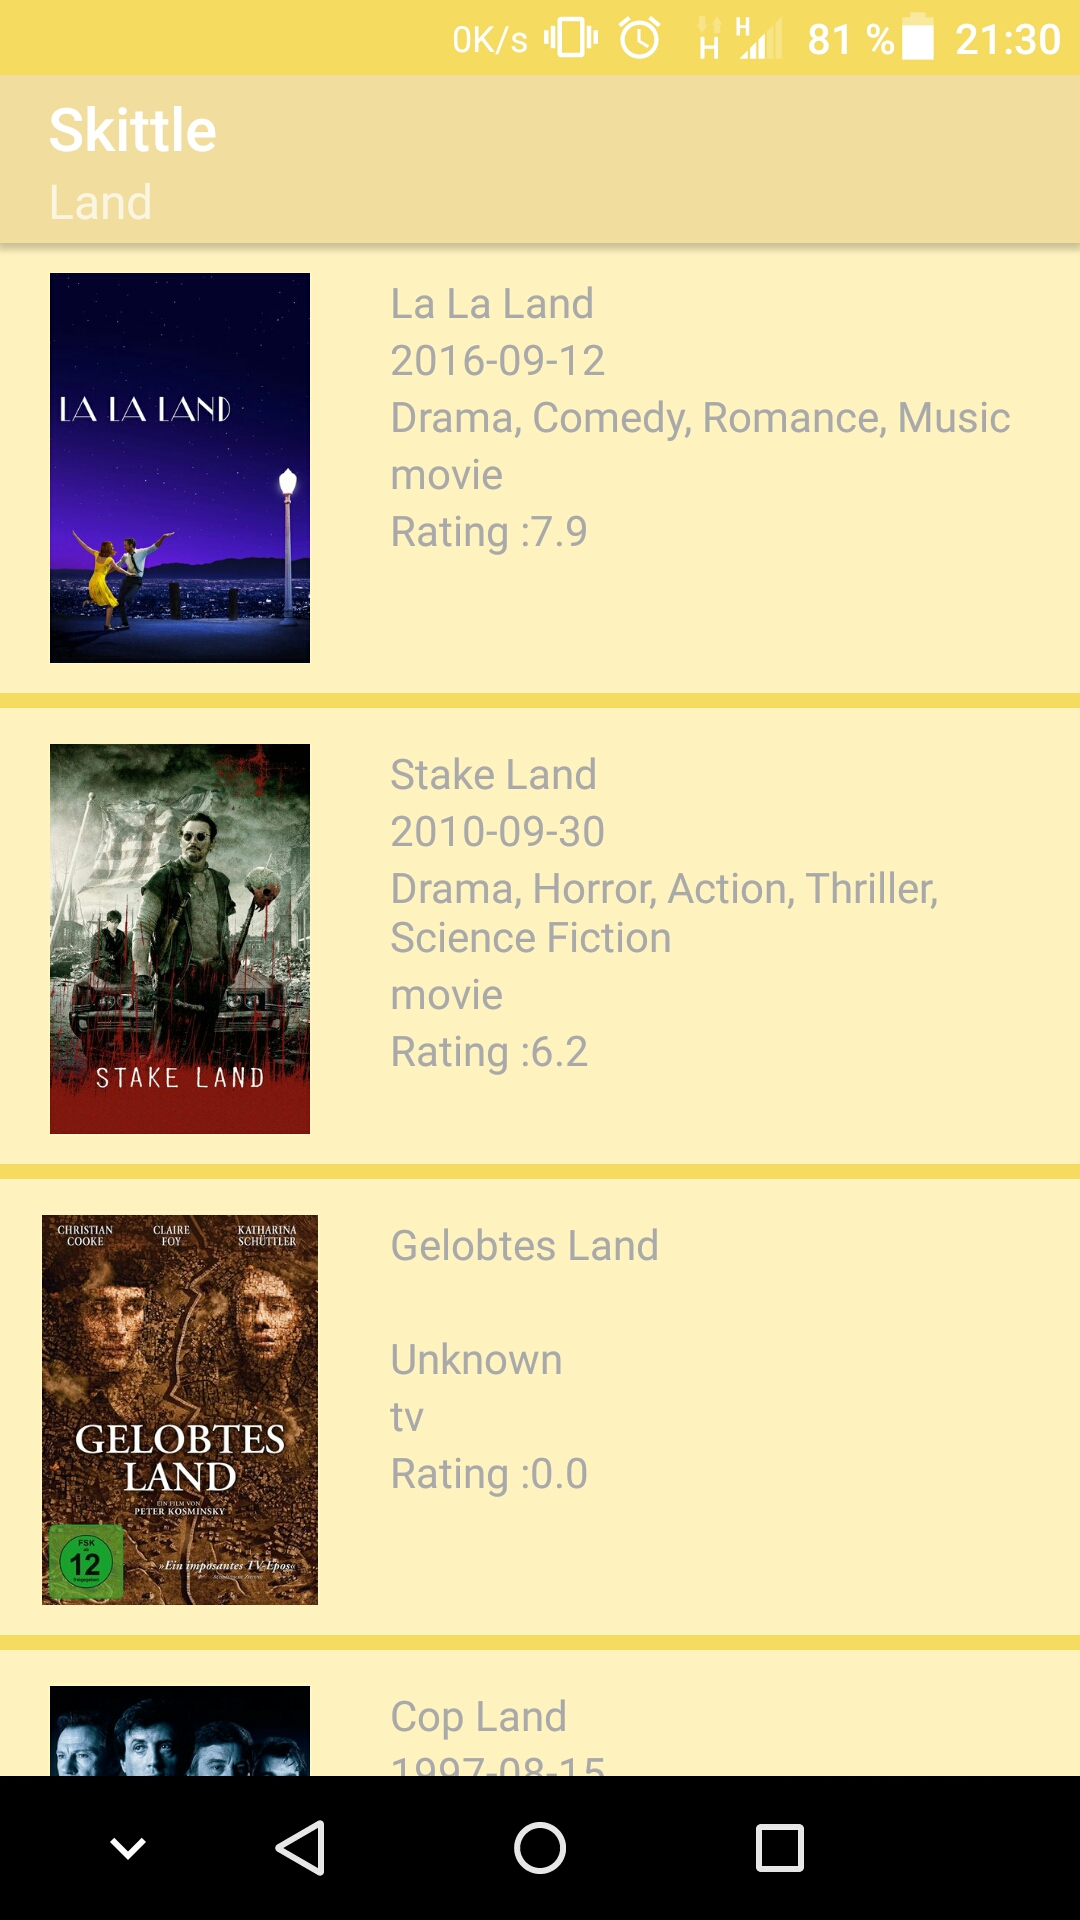 0K/s H H 81 % 21:30
Skittle
Land
LA LA LAND
La La Land
2016-09-12
Drama, Comedy, Romance, Music
movie
Rating :7.9
STAKE LAND
Stake Land
2010-09-30
Drama, Horror, Action, Thriller,
Science Fiction
movie
Rating :6.2
CHRISTIAN COOKE
CLAIRE FOY
KATHARINA SCHÜTTLER
GELOBTES
LAND
EIN FILM VON
PETER KOSMINSKY
FSK
12
»Ein imposantes TV-Epos«
Gelobtes Land
Unknown
tv
Rating :0.0
Cop Land
1997-08-15